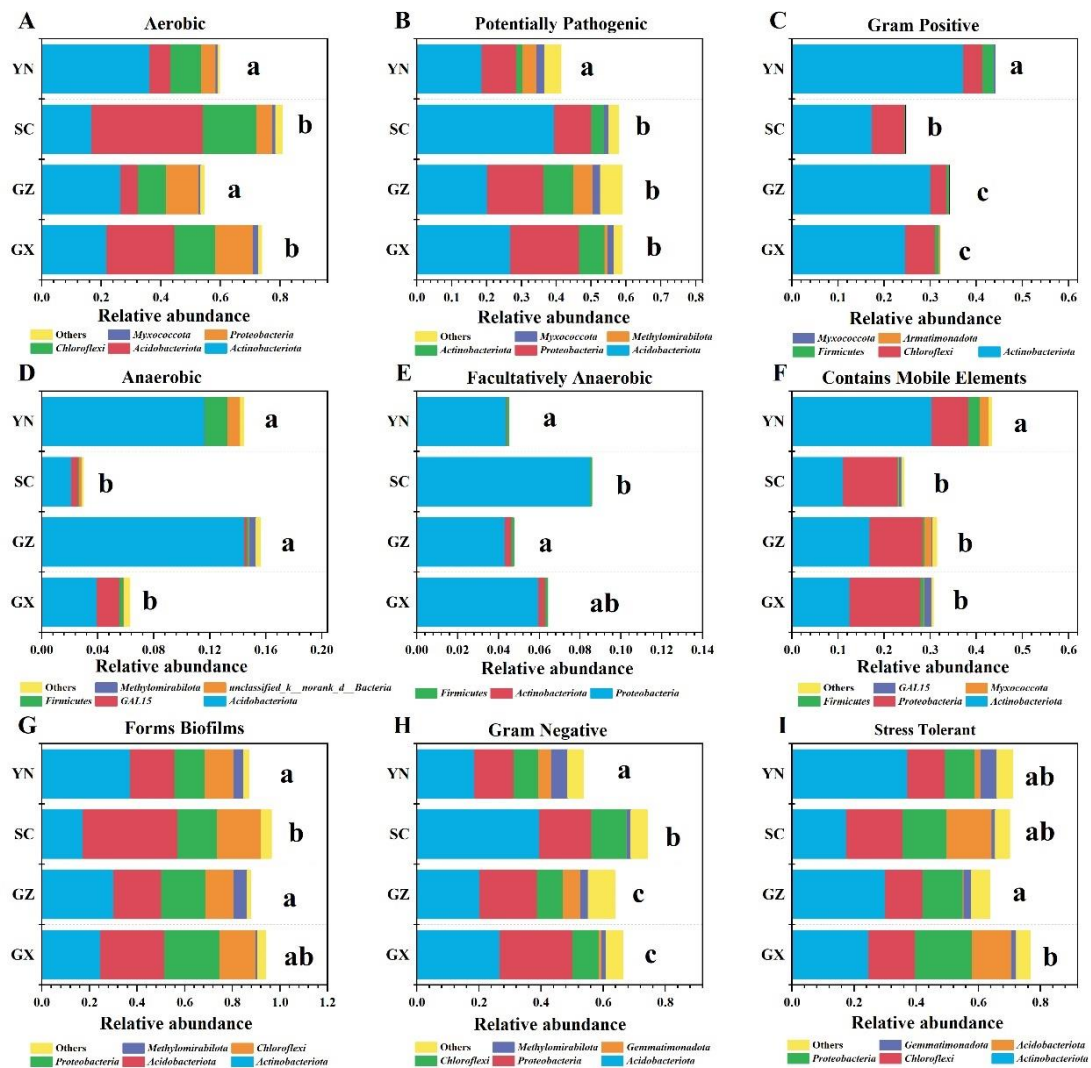 A Aerobic
YN a
SC b
GZ a
GX b
0.0 0.2 0.4 0.6 0.8
Relative abundance
Others Myxococcota Proteobacteria
Chloroflexi Acidobacteriota Actinobacteriota
B Potentially Pathogenic
YN a
SC b
GZ b
GX b
0.0 0.1 0.2 0.3 0.4 0.5 0.6 0.7 0.8
Relative abundance
Others Myxococcota Methylomirabilota
Actinobacteriota Proteobacteria Acidobacteriota
C Gram Positive
YN a
SC b
GZ c
GX c
0.0 0.1 0.2 0.3 0.4 0.5 0.6
Relative abundance
Myxococcota Armatimonadota
Firmicutes Chloroflexi Actinobacteriota
D Anaerobic
YN a
SC b
GZ a
GX b
0.00 0.04 0.08 0.12 0.16 0.20
Relative abundance
Others Methylomirabilota unclassified_k__norank_d__Bacteria
Firmicutes GAL15 Acidobacteriota
E Facultatively Anaerobic
YN a
SC b
GZ a
GX ab
0.00 0.02 0.04 0.06 0.08 0.10 0.12 0.14
Relative abundance
Firmicutes Actinobacteriota Proteobacteria
F Contains Mobile Elements
YN a
SC b
GZ b
GX b
0.0 0.1 0.2 0.3 0.4 0.5 0.6
Relative abundance
Others GAL15 Myxococcota
Firmicutes Proteobacteria Actinobacteriota
G Forms Biofilms
YN a
SC b
GZ a
GX ab
0.0 0.2 0.4 0.6 0.8 1.0 1.2
Relative abundance
Others Methylomirabilota Chloroflexi
Proteobacteria Acidobacteriota Actinobacteriota
H Gram Negative
YN a
SC b
GZ c
GX c
0.0 0.2 0.4 0.6 0.8
Relative abundance
Others Methylomirabilota Gemmatimonadota
Chloroflexi Proteobacteria Acidobacteriota
I Stress Tolerant
YN ab
SC ab
GZ a
GX b
0.0 0.2 0.4 0.6 0.8
Relative abundance
Others Gemmatimonadota Acidobacteriota
Proteobacteria Chloroflexi Actinobacteriota